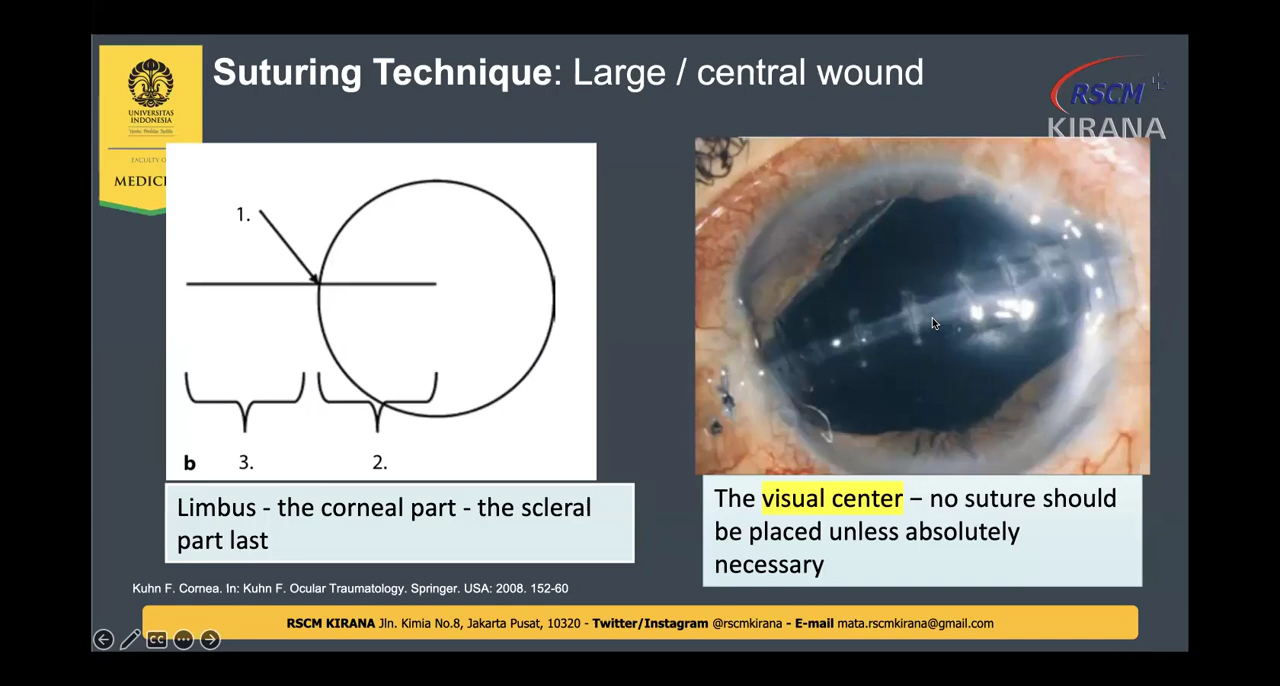 Suturing Technique: Large / central wound
UNIVERSITAS
INDONESIA
FACULTY O
MEDICI
RSCM
KIRANA
1.
b
3.
2.
Limbus - the corneal part - the scleral
part last
The visual center – no suture should
be placed unless absolutely
necessary
Kuhn F. Cornea. In: Kuhn F. Ocular Traumatology. Springer. USA: 2008. 152-60
RSCM KIRANA Jln. Kimia No.8, Jakarta Pusat, 10320 - Twitter/Instagram @rscmkirana - E-mail mata.rscmkirana@gmail.com
CC